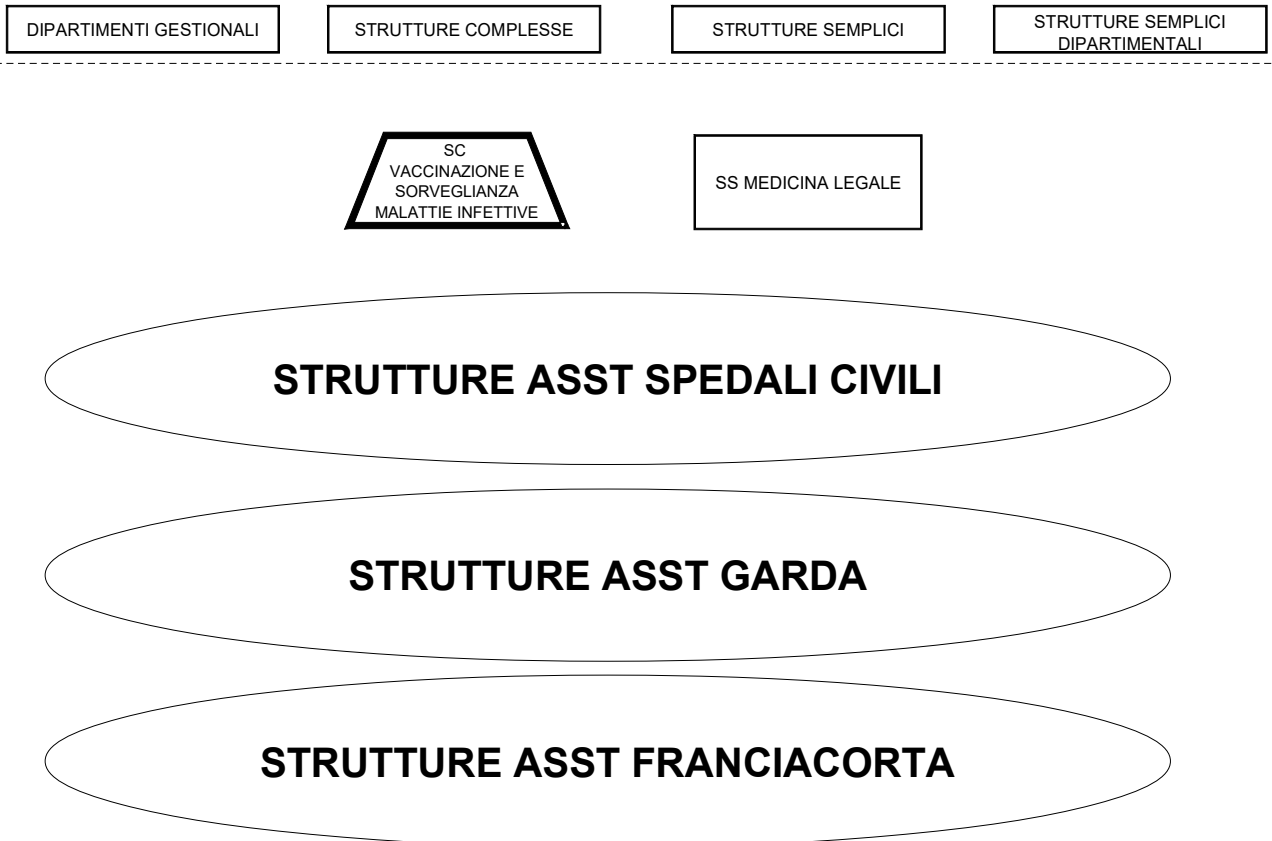 DIPARTIMENTI GESTIONALI
STRUTTURE COMPLESSE
STRUTTURE SEMPLICI
STRUTTURE SEMPLICI
DIPARTIMENTALI
SC
VACCINAZIONE E
SORVEGLIANZA
MALATTIE INFETTIVE
SS MEDICINA LEGALE
STRUTTURE ASST SPEDALI CIVILI
STRUTTURE ASST GARDA
STRUTTURE ASST FRANCIACORTA